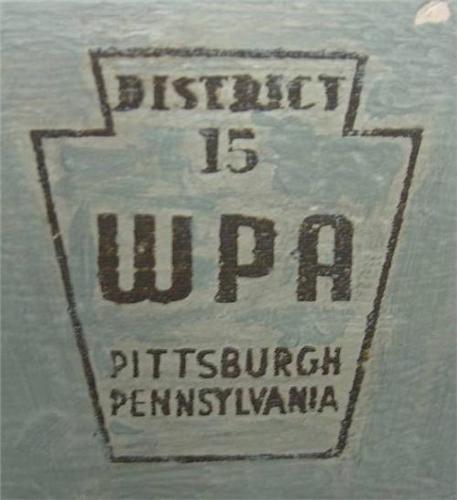 DISTRICT
15
WPA
PITTSBURGH
PENNSYLVANIA